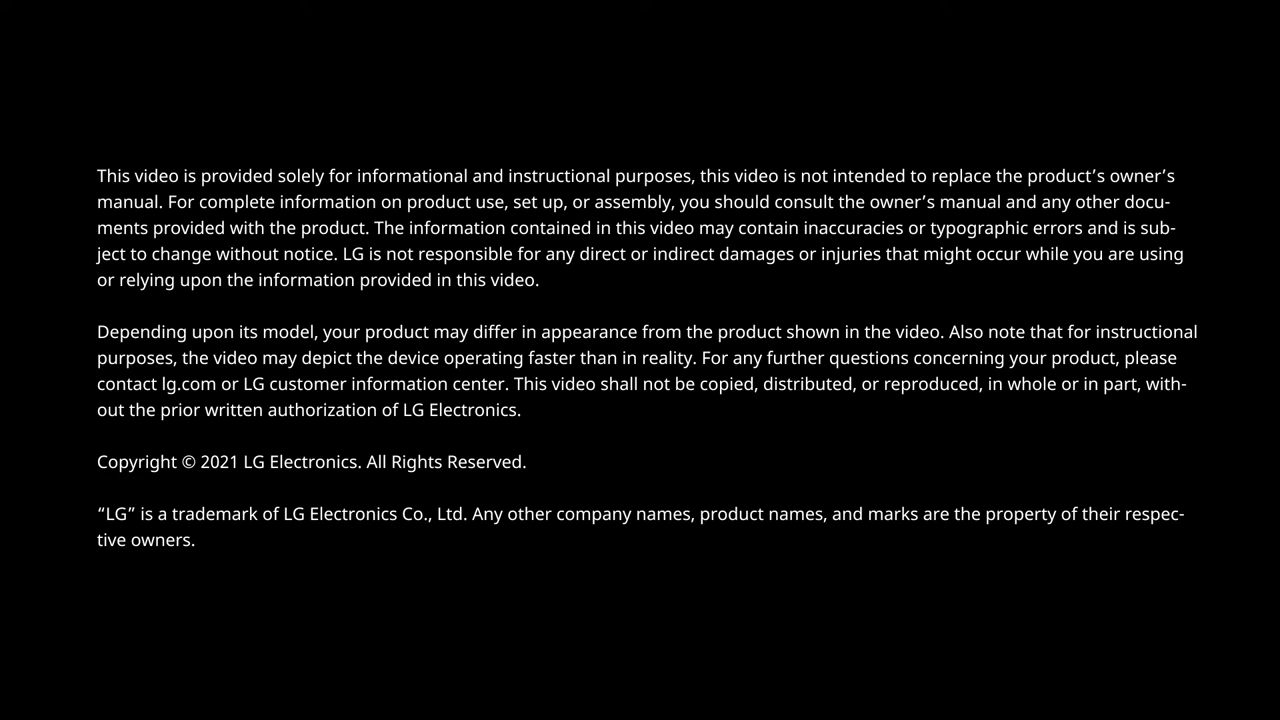 This video is provided solely for informational and instructional purposes, this video is not intended to replace the product’s owner’s
manual. For complete information on product use, set up, or assembly, you should consult the owner’s manual and any other docu-
ments provided with the product. The information contained in this video may contain inaccuracies or typographic errors and is sub-
ject to change without notice. LG is not responsible for any direct or indirect damages or injuries that might occur while you are using
or relying upon the information provided in this video.
Depending upon its model, your product may differ in appearance from the product shown in the video. Also note that for instructional
purposes, the video may depict the device operating faster than in reality. For any further questions concerning your product, please
contact lg.com or LG customer information center. This video shall not be copied, distributed, or reproduced, in whole or in part, with-
out the prior written authorization of LG Electronics.
Copyright © 2021 LG Electronics. All Rights Reserved.
“LG” is a trademark of LG Electronics Co., Ltd. Any other company names, product names, and marks are the property of their respec-
tive owners.